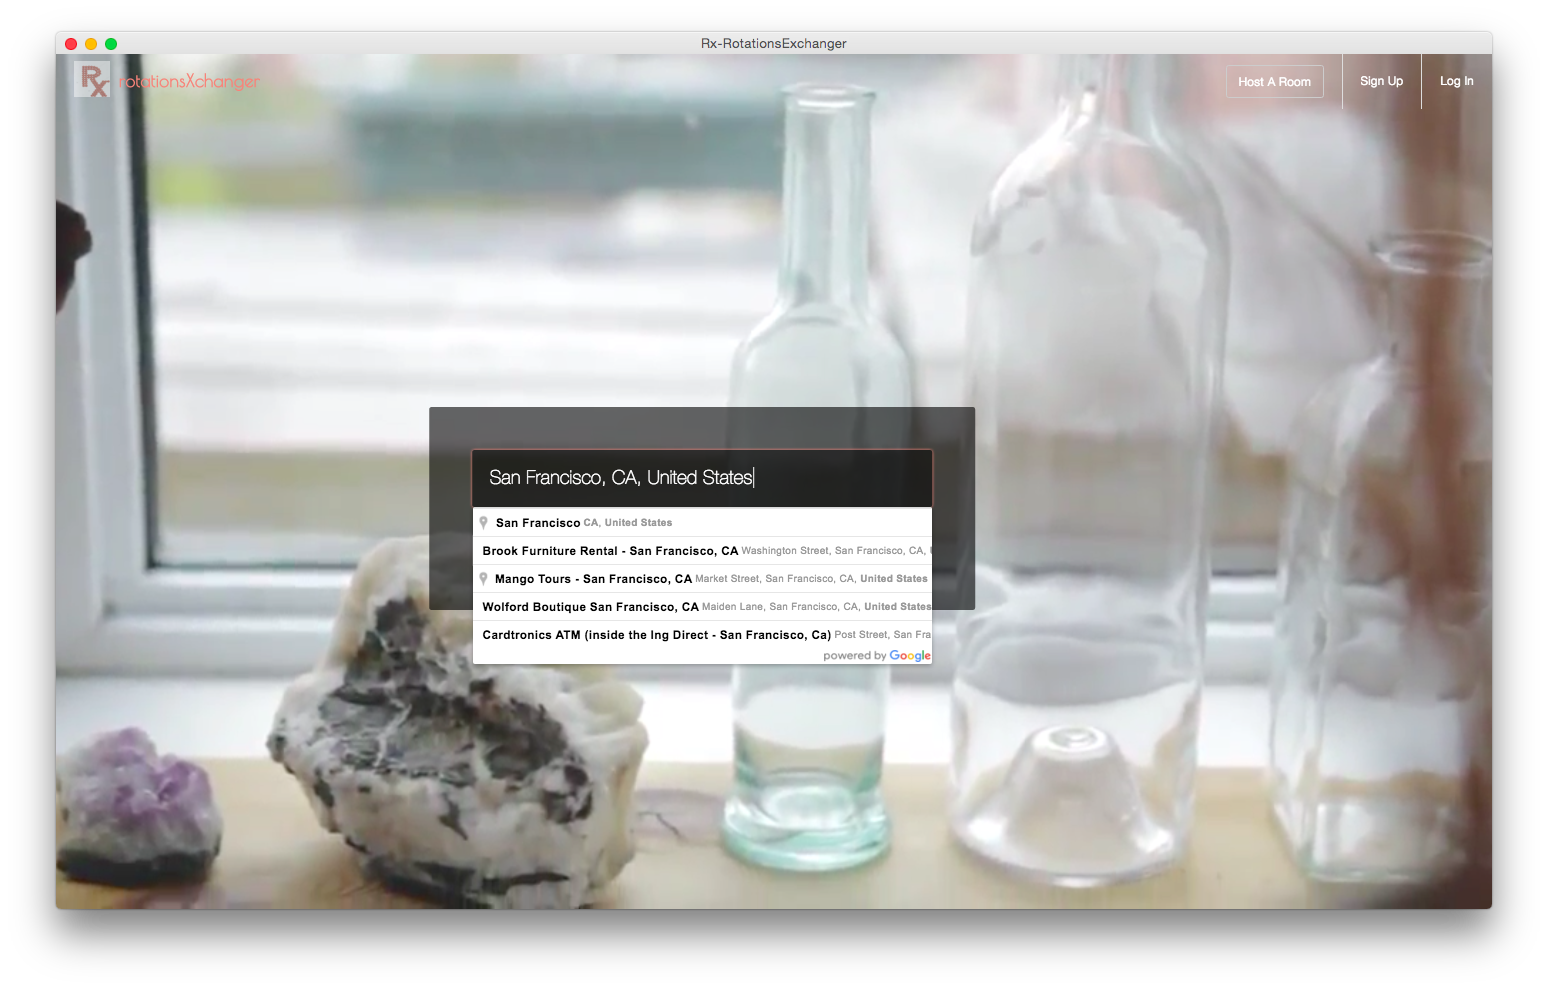 Rx-RotationsExchanger
Rx rotationsXchanger
Host A Room
Sign Up
Log In
San Francisco, CA, United States
San Francisco CA, United States
Brook Furniture Rental - San Francisco, CA Washington Street, San Francisco, CA,
Mango Tours - San Francisco, CA Market Street, San Francisco, CA, United States
Wolford Boutique San Francisco, CA Maiden Lane, San Francisco, CA, United States
Cardtronics ATM (inside the Ing Direct - San Francisco, Ca) Post Street, San Fra
powered by Google